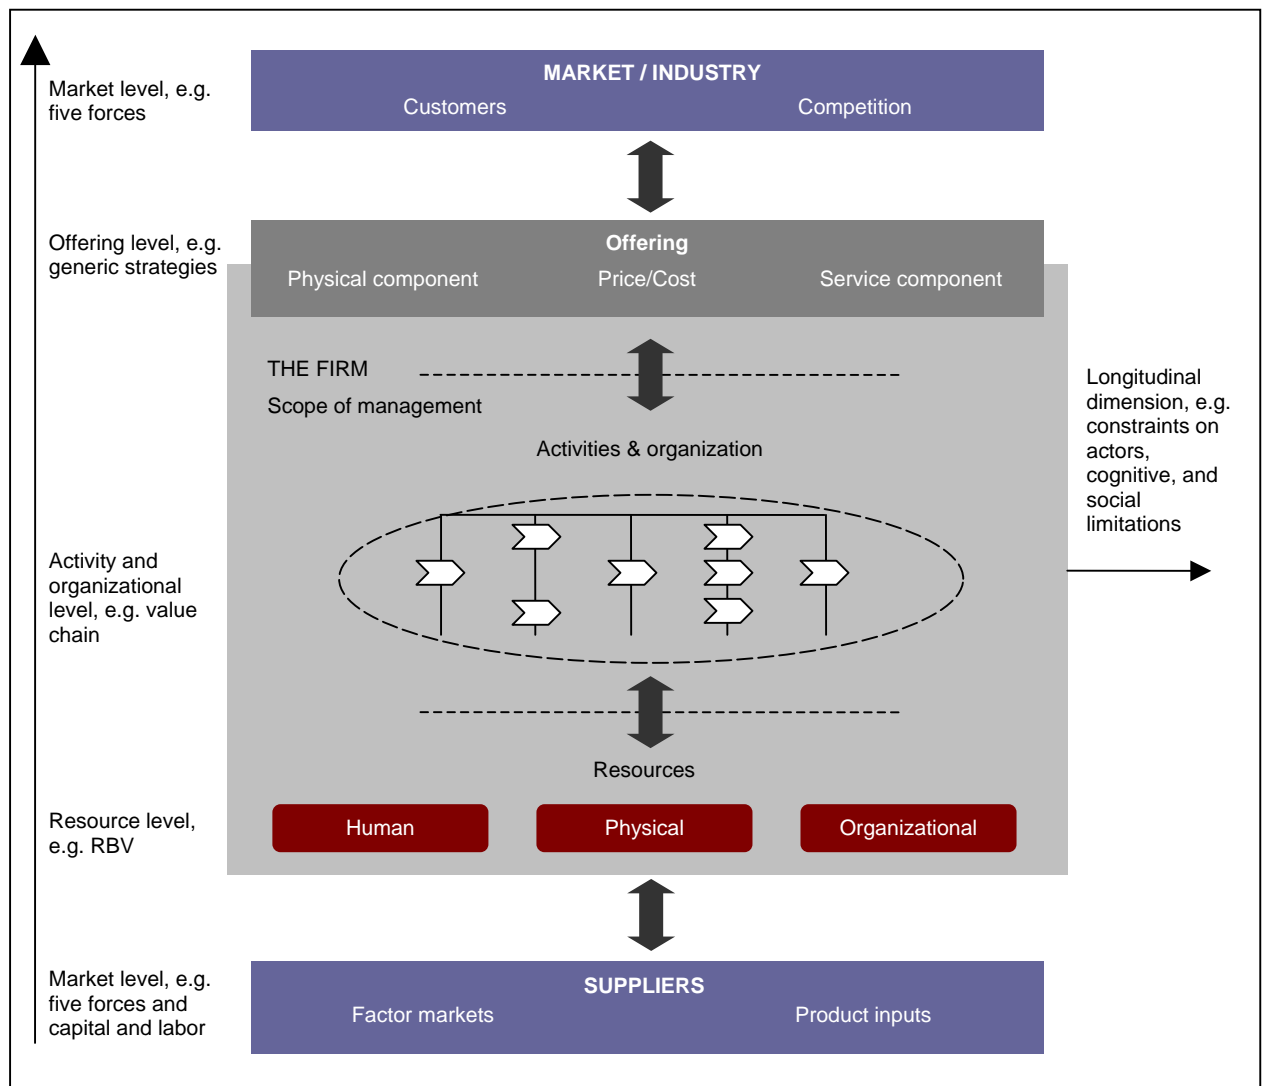 MARKET / INDUSTRY
Customers
Competition
Market level, e.g.
five forces
Offering level, e.g.
generic strategies
Offering
Physical component
Price/Cost
Service component
THE FIRM
Scope of management
Activities & organization
Longitudinal
dimension, e.g.
constraints on
actors,
cognitive, and
social
limitations
Activity and
organizational
level, e.g. value
chain
Resources
Resource level,
e.g. RBV
Human
Physical
Organizational
Market level, e.g.
five forces and
capital and labor
SUPPLIERS
Factor markets
Product inputs